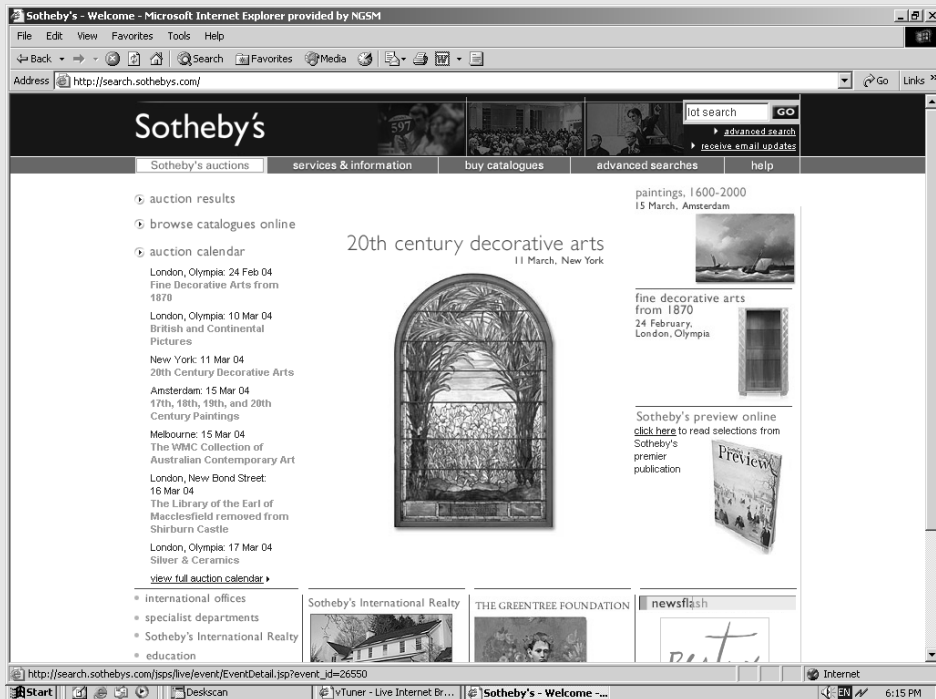 Sotheby's - Welcome - Microsoft Internet Explorer provided by NGSM
File Edit View Favorites Tools Help
Back Search Favorites Media
Address http://search.sothebys.com/ Go Links »
Sotheby's
597
lot search GO
advanced search
receive email updates
Sotheby's auctions services & information buy catalogues advanced searches help
auction results
browse catalogues online
auction calendar
London, Olympia: 24 Feb 04
Fine Decorative Arts from
1870
London, Olympia: 10 Mar 04
British and Continental
Pictures
New York: 11 Mar 04
20th Century Decorative Arts
Amsterdam: 15 Mar 04
17th, 18th, 19th, and 20th
Century Paintings
Melbourne: 15 Mar 04
The WMC Collection of
Australian Contemporary Art
London, New Bond Street:
16 Mar 04
The Library of the Earl of
Macclesfield removed from
Shirburn Castle
London, Olympia: 17 Mar 04
Silver & Ceramics
view full auction calendar
international offices
specialist departments
Sotheby's International Realty
education
20th century decorative arts
11 March, New York
paintings, 1600-2000
15 March, Amsterdam
fine decorative arts
from 1870
24 February,
London, Olympia
Sotheby's preview online
click here to read selections from
Sotheby's
premier
publication
Preview
Sotheby's International Realty
THE GREENTREE FOUNDATION
newsflash
http://search.sothebys.com/jsps/live/event/EventDetail.jsp?event_id=26550 Internet
Start Deskscan vTuner - Live Internet Br... Sotheby's - Welcome -... 6:15 PM